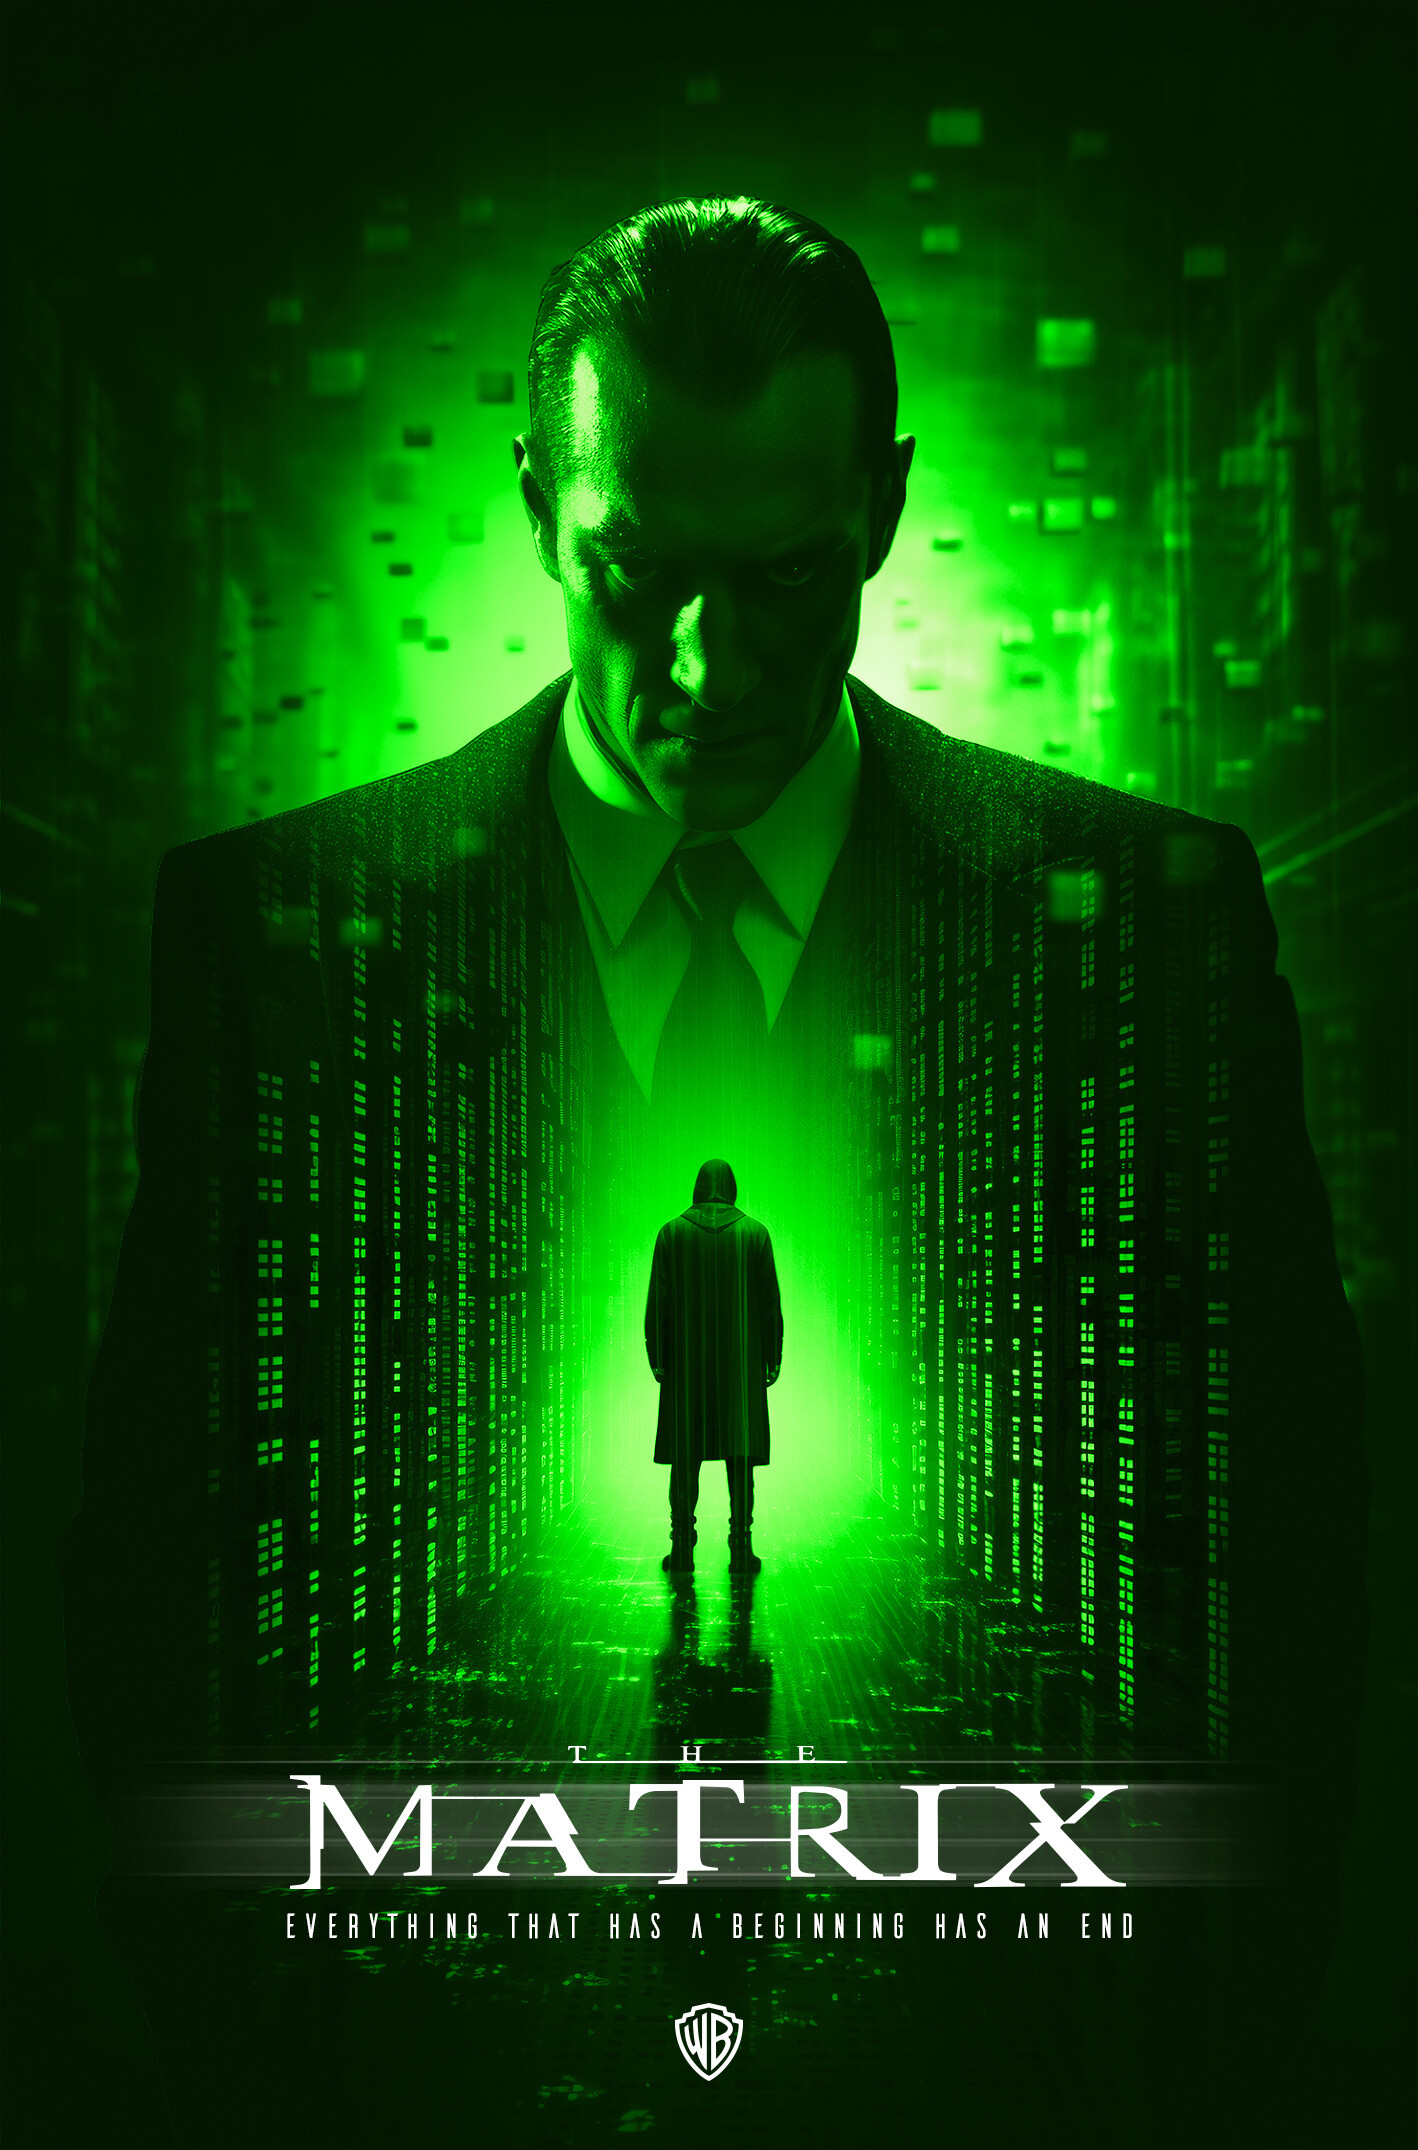 THE
MATRIX
EVERYTHING THAT HAS A BEGINNING HAS AN END
WB